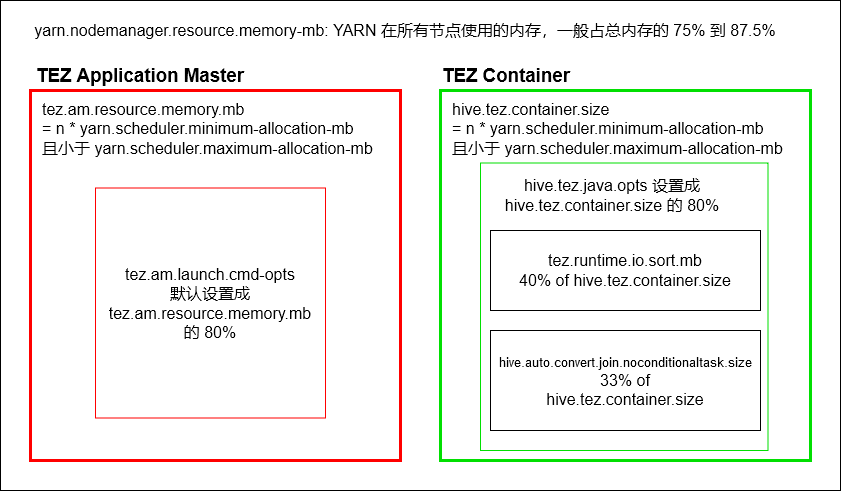 yarn.nodemanager.resource.memory-mb: YARN 在所有节点使用的内存，一般占总内存的 75% 到 87.5%
TEZ Application Master
tez.am.resource.memory.mb
= n * yarn.scheduler.minimum-allocation-mb
且小于 yarn.scheduler.maximum-allocation-mb
tez.am.launch.cmd-opts
默认设置成
tez.am.resource.memory.mb
的 80%
TEZ Container
hive.tez.container.size
= n * yarn.scheduler.minimum-allocation-mb
且小于 yarn.scheduler.maximum-allocation-mb
hive.tez.java.opts 设置成
hive.tez.container.size 的 80%
tez.runtime.io.sort.mb
40% of hive.tez.container.size
hive.auto.convert.join.noconditionaltask.size
33% of
hive.tez.container.size